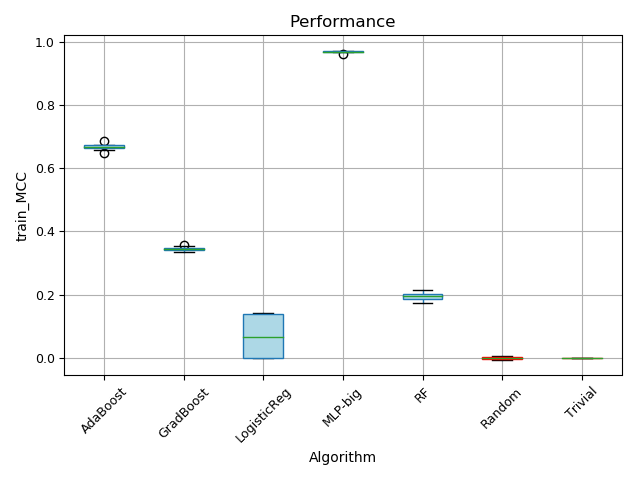 Performance
train_MCC
1.0
0.8
0.6
0.4
0.2
0.0
AdaBoost
GradBoost
LogisticReg
MLP-big
RF
Random
Trivial
Algorithm